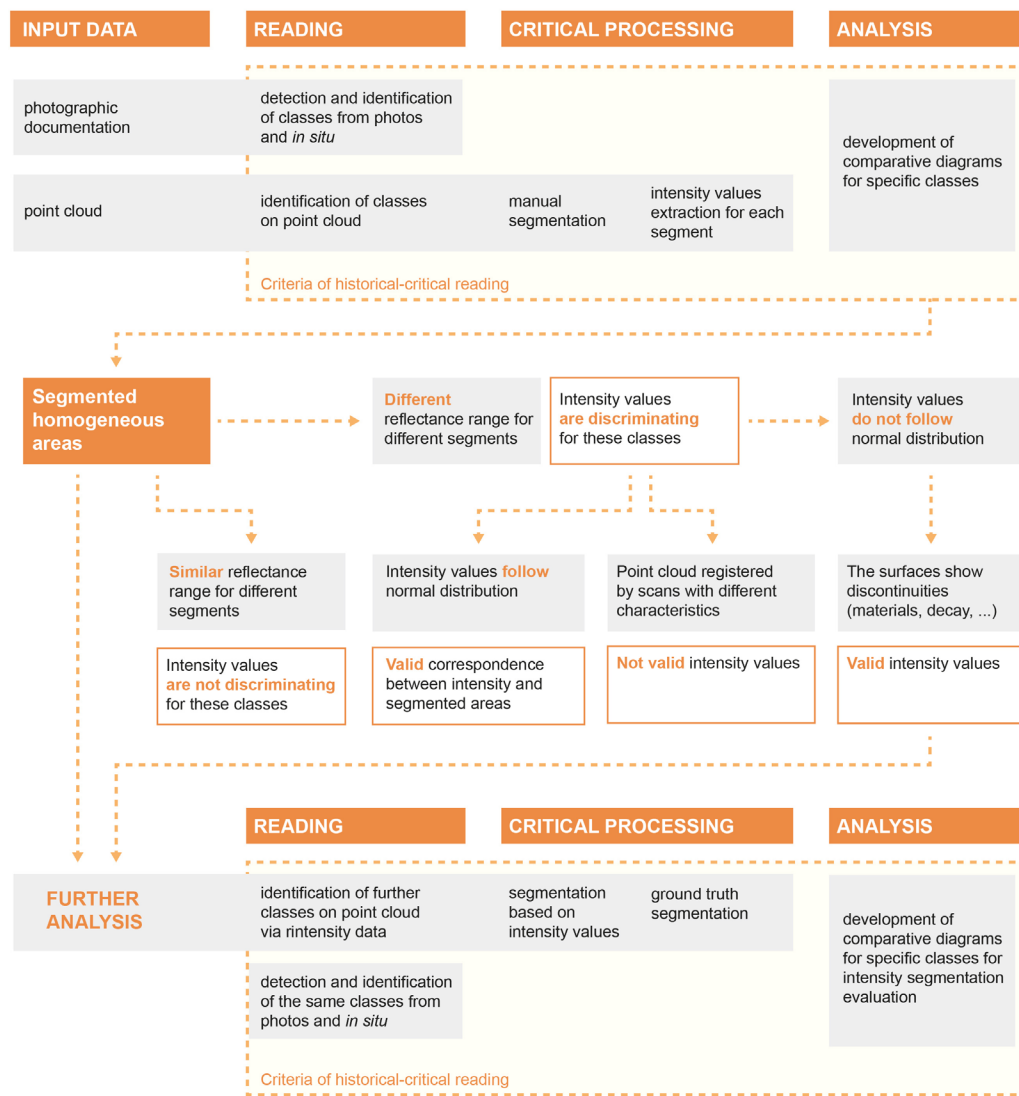 INPUT DATA
READING
CRITICAL PROCESSING
ANALYSIS
photographic
documentation
detection and identification
of classes from photos
and in situ
development of
comparative diagrams
for specific classes
point cloud
identification of classes
on point cloud
manual
segmentation
intensity values
extraction for each
segment
Criteria of historical-critical reading
Segmented
homogeneous
areas
Different
reflectance range for
different segments
Intensity values
are discriminating
for these classes
Intensity values
do not follow
normal distribution
Similar reflectance
range for different
segments
Intensity values follow
normal distribution
Point cloud registered
by scans with different
characteristics
The surfaces show
discontinuities
(materials, decay, ...)
Intensity values
are not discriminating
for these classes
Valid correspondence
between intensity and
segmented areas
Not valid intensity values
Valid intensity values
READING
CRITICAL PROCESSING
ANALYSIS
FURTHER
ANALYSIS
identification of further
classes on point cloud
via rintensity data
segmentation
based on
intensity values
ground truth
segmentation
development of
comparative diagrams
for specific classes for
intensity segmentation
evaluation
detection and identification
of the same classes from
photos and in situ
Criteria of historical-critical reading